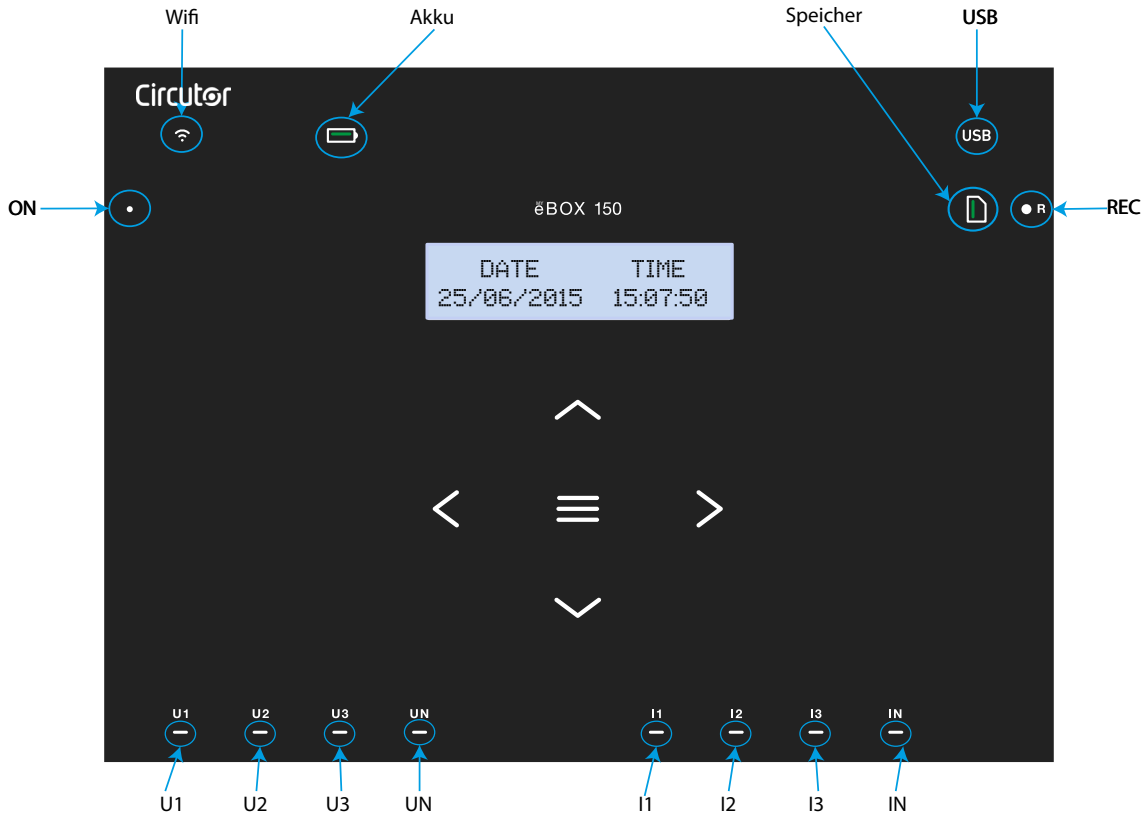 Wifi Akku Speicher USB
Circutor
USB
ON
MYeBOX 150
R
REC
DATE TIME
25/06/2015 15:07:50
U1 U2 U3 UN I1 I2 I3 IN
U1 U2 U3 UN I1 I2 I3 IN